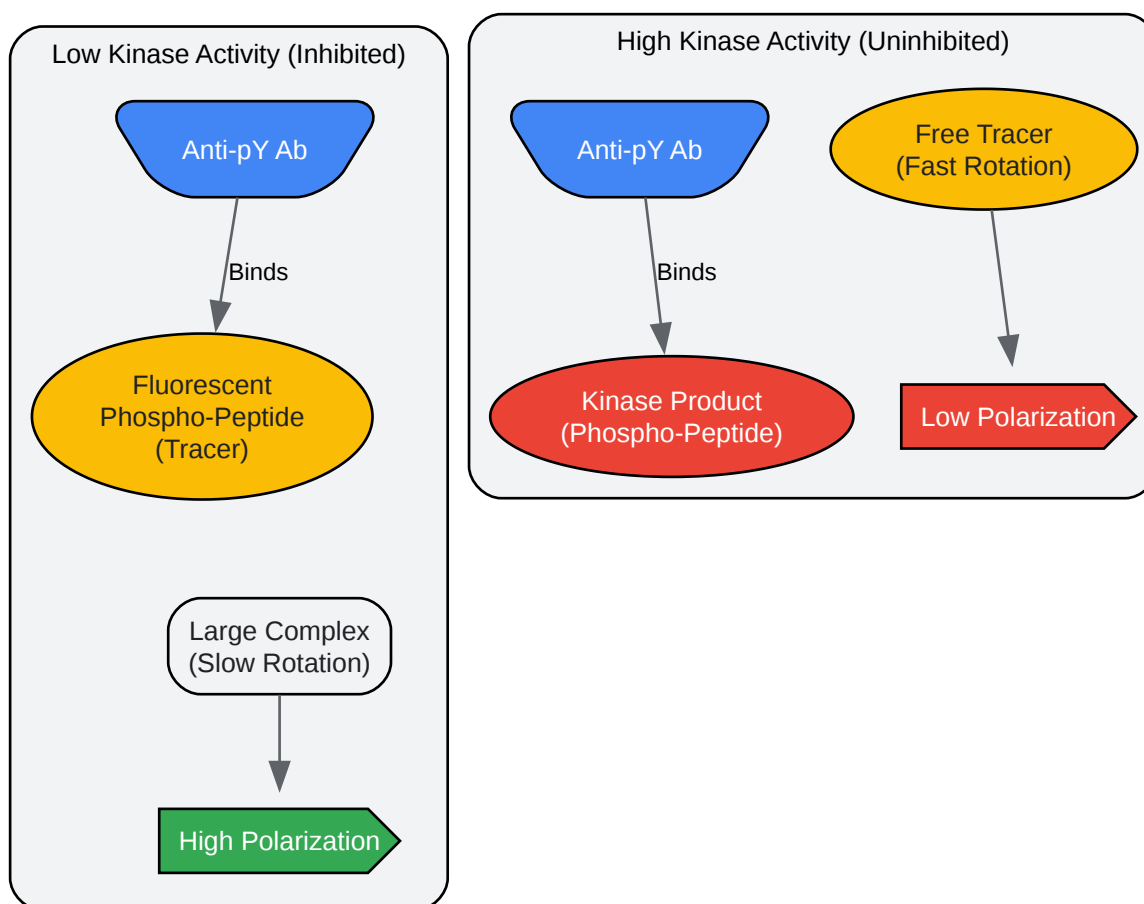 Low Kinase Activity (Inhibited)
Anti-pY Ab
Binds
Fluorescent
Phospho-Peptide
(Tracer)
Large Complex
(Slow Rotation)
High Polarization
High Kinase Activity (Uninhibited)
Anti-pY Ab
Binds
Kinase Product
(Phospho-Peptide)
Free Tracer
(Fast Rotation)
Low Polarization